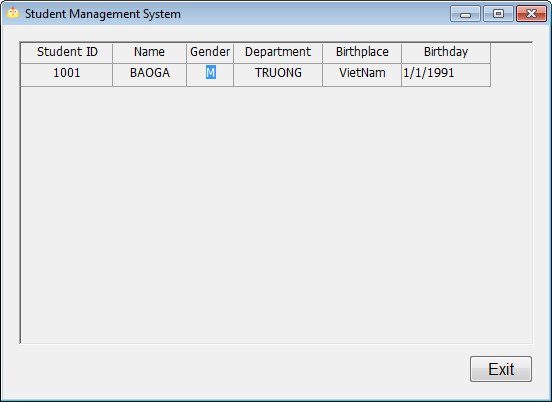 Student Management System
Student ID Name Gender Department Birthplace Birthday
1001 BAOGA M TRUONG VietNam 1/1/1991
Exit